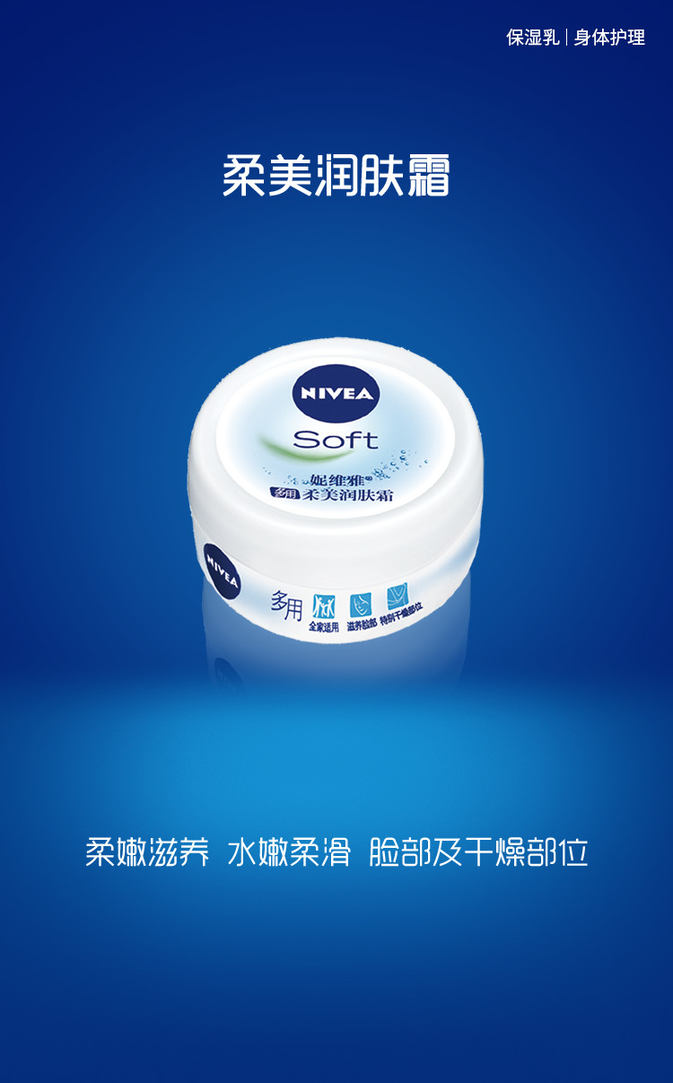 保湿乳|身体护理
柔美润肤霜
NIVEA
Soft
妮维雅
多用 柔美润肤霜
NIVEA
多用
全家适用 滋养脸部 特别干燥部位
柔嫩滋养 水嫩柔滑 脸部及干燥部位